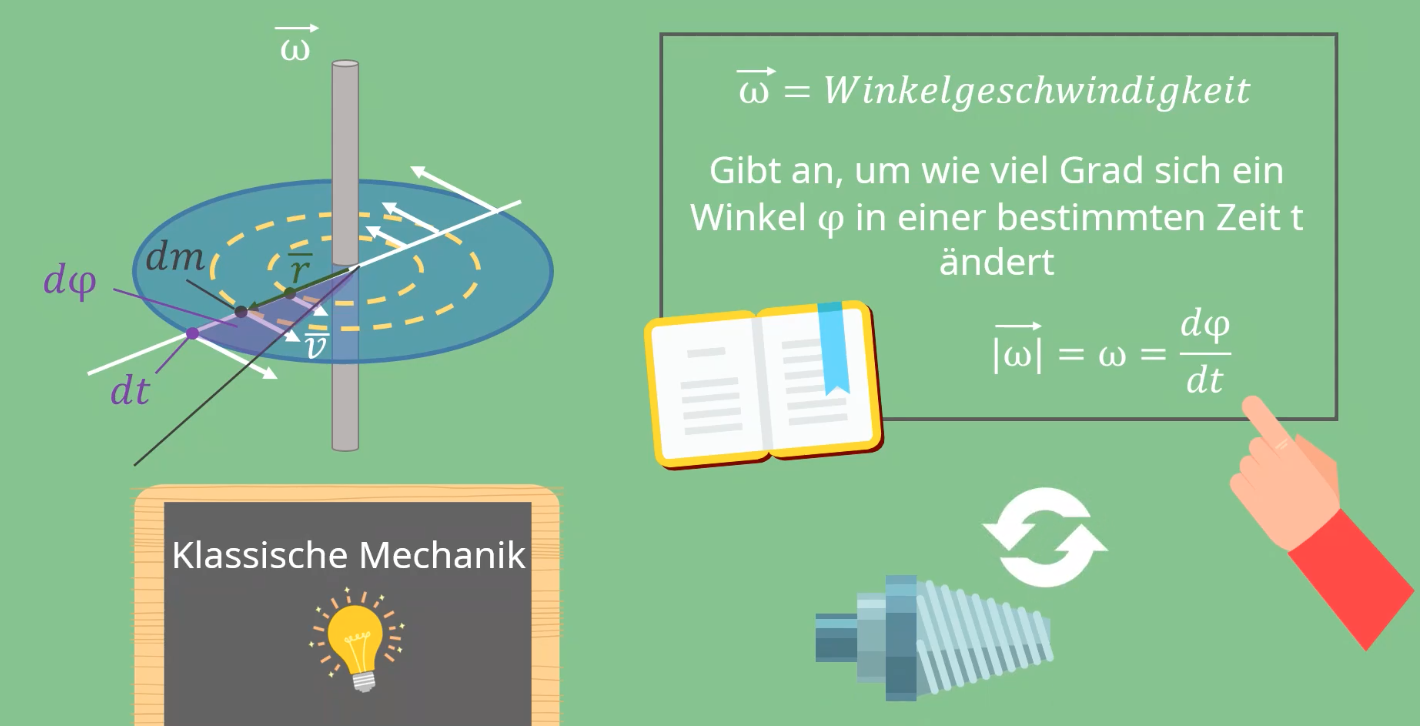 ω⃗
dm
r̅
dφ
v̅
dt
Klassische Mechanik
ω⃗ = Winkelgeschwindigkeit
Gibt an, um wie viel Grad sich ein
Winkel φ in einer bestimmten Zeit t
ändert
|ω⃗| = ω = dφ/dt